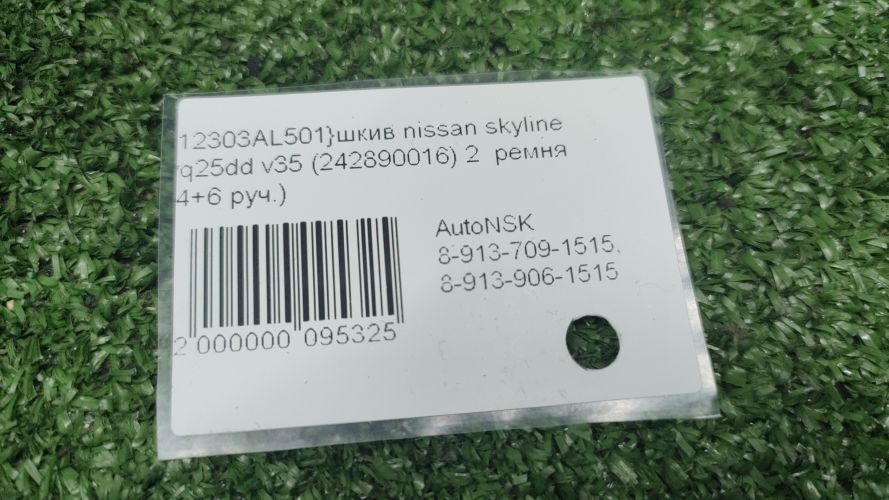 12303AL501}шкив nissan skyline
q25dd v35 (242890016) 2 ремня
4+6 руч.)
AutoNSK
8-913-709-1515,
8-913-906-1515
2 000000 095325